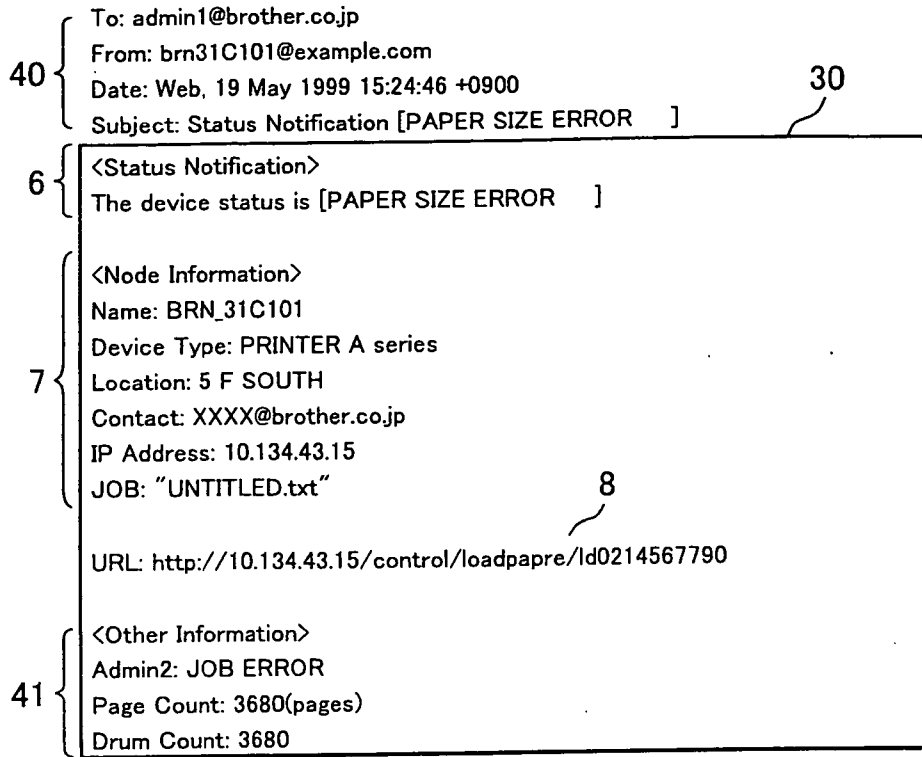 To: admin1@brother.co.jp
From: brn31C101@example.com
40
Date: Web, 19 May 1999 15:24:46 +0900
30
Subject: Status Notification [PAPER SIZE ERROR ]
<Status Notification>
6
The device status is [PAPER SIZE ERROR ]
<Node Information>
Name: BRN_31C101
Device Type: PRINTER A series
7
Location: 5 F SOUTH
Contact: XXXX@brother.co.jp
IP Address: 10.134.43.15
JOB: "UNTITLED.txt"
8
URL: http://10.134.43.15/control/loadpapre/Id0214567790
<Other Information>
Admin2: JOB ERROR
41
Page Count: 3680(pages)
Drum Count: 3680